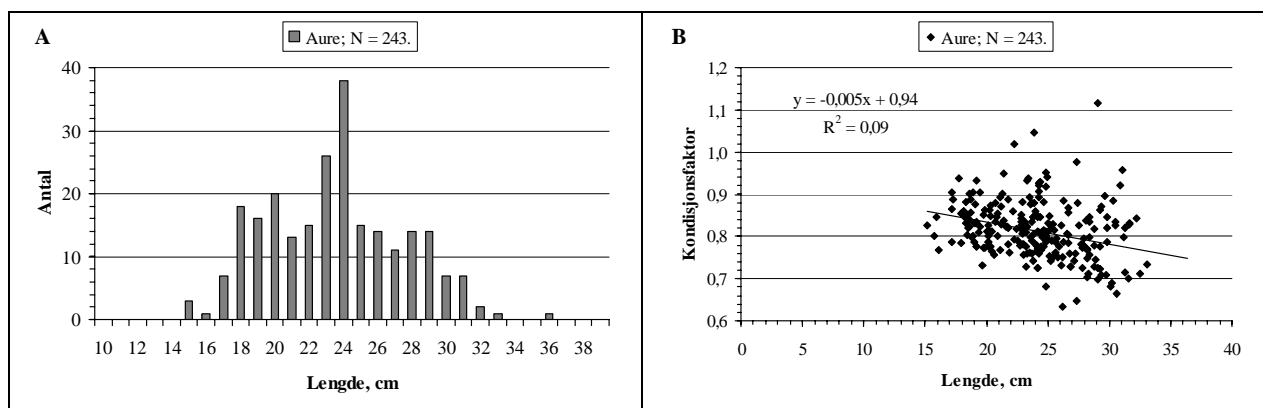 A
Aure; N = 243.
Antal
40
30
20
10
0
10 12 14 16 18 20 22 24 26 28 30 32 34 36 38
Lengde, cm
B
Aure; N = 243.
Kondisjonsfaktor
1,2
1,1
1,0
0,9
0,8
0,7
0,6
y = -0,005x + 0,94
R² = 0,09
0 5 10 15 20 25 30 35 40
Lengde, cm